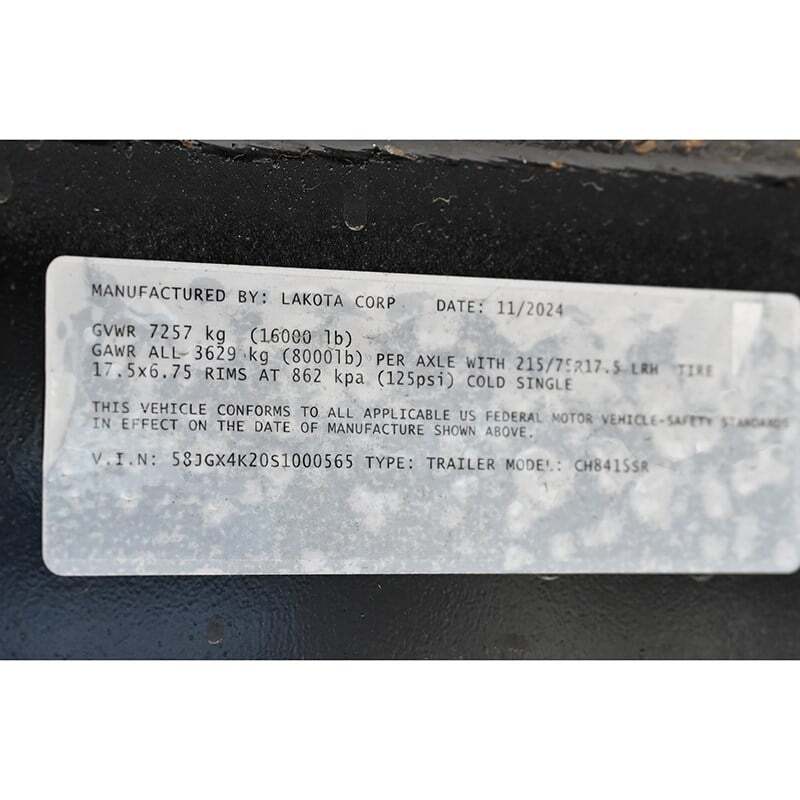 MANUFACTURED BY: LAKOTA CORP DATE: 11/2024
GVWR 7257 kg (16000 lb)
GAWR ALL 3629 kg (8000lb) PER AXLE WITH 215/75R17.5 LRH TIRE
17.5x6.75 RIMS AT 862 kpa (125psi) COLD SINGLE
THIS VEHICLE CONFORMS TO ALL APPLICABLE US FEDERAL MOTOR VEHICLE-SAFETY STANDARDS
IN EFFECT ON THE DATE OF MANUFACTURE SHOWN ABOVE.
V.I.N: 58JGX4K20S1000565 TYPE: TRAILER MODEL: CH8415SR